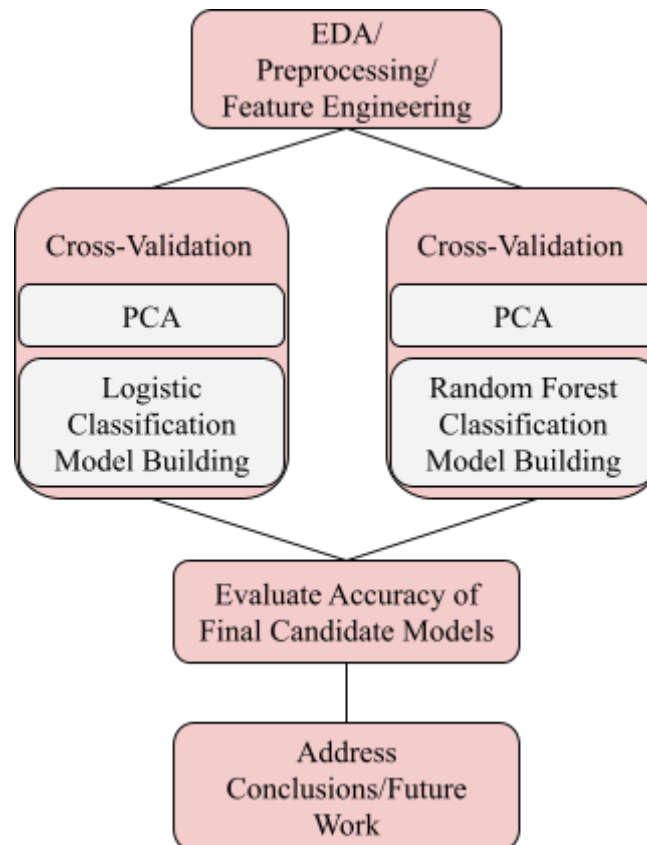 EDA/
Preprocessing/
Feature Engineering
Cross-Validation
PCA
Logistic
Classification
Model Building
Cross-Validation
PCA
Random Forest
Classification
Model Building
Evaluate Accuracy of
Final Candidate Models
Address
Conclusions/Future
Work